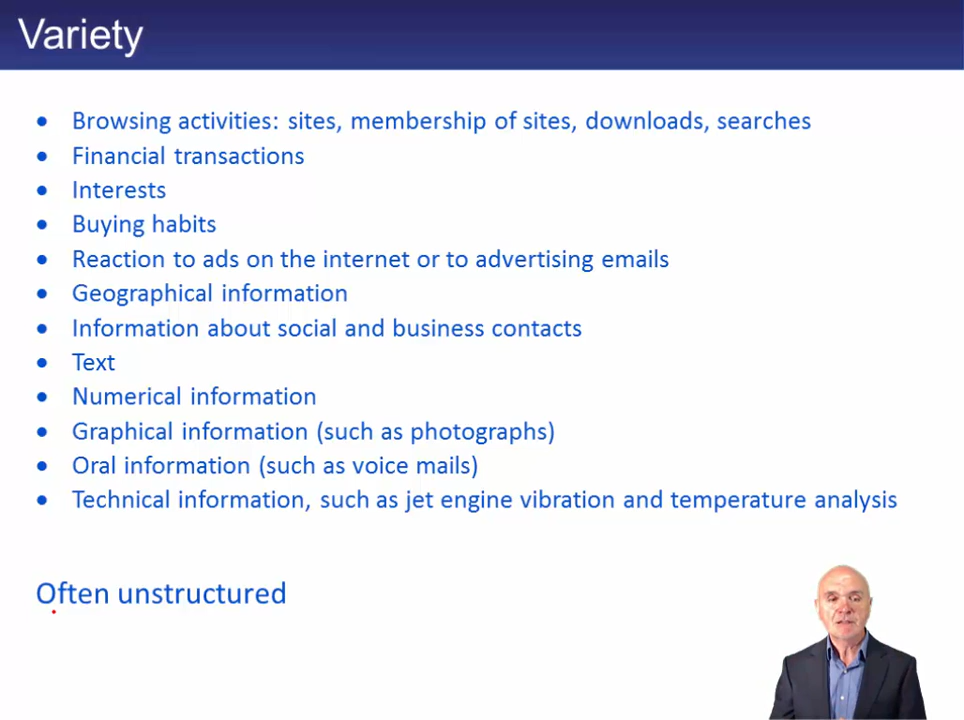 Variety
• Browsing activities: sites, membership of sites, downloads, searches
• Financial transactions
• Interests
• Buying habits
• Reaction to ads on the internet or to advertising emails
• Geographical information
• Information about social and business contacts
• Text
• Numerical information
• Graphical information (such as photographs)
• Oral information (such as voice mails)
• Technical information, such as jet engine vibration and temperature analysis
Often unstructured